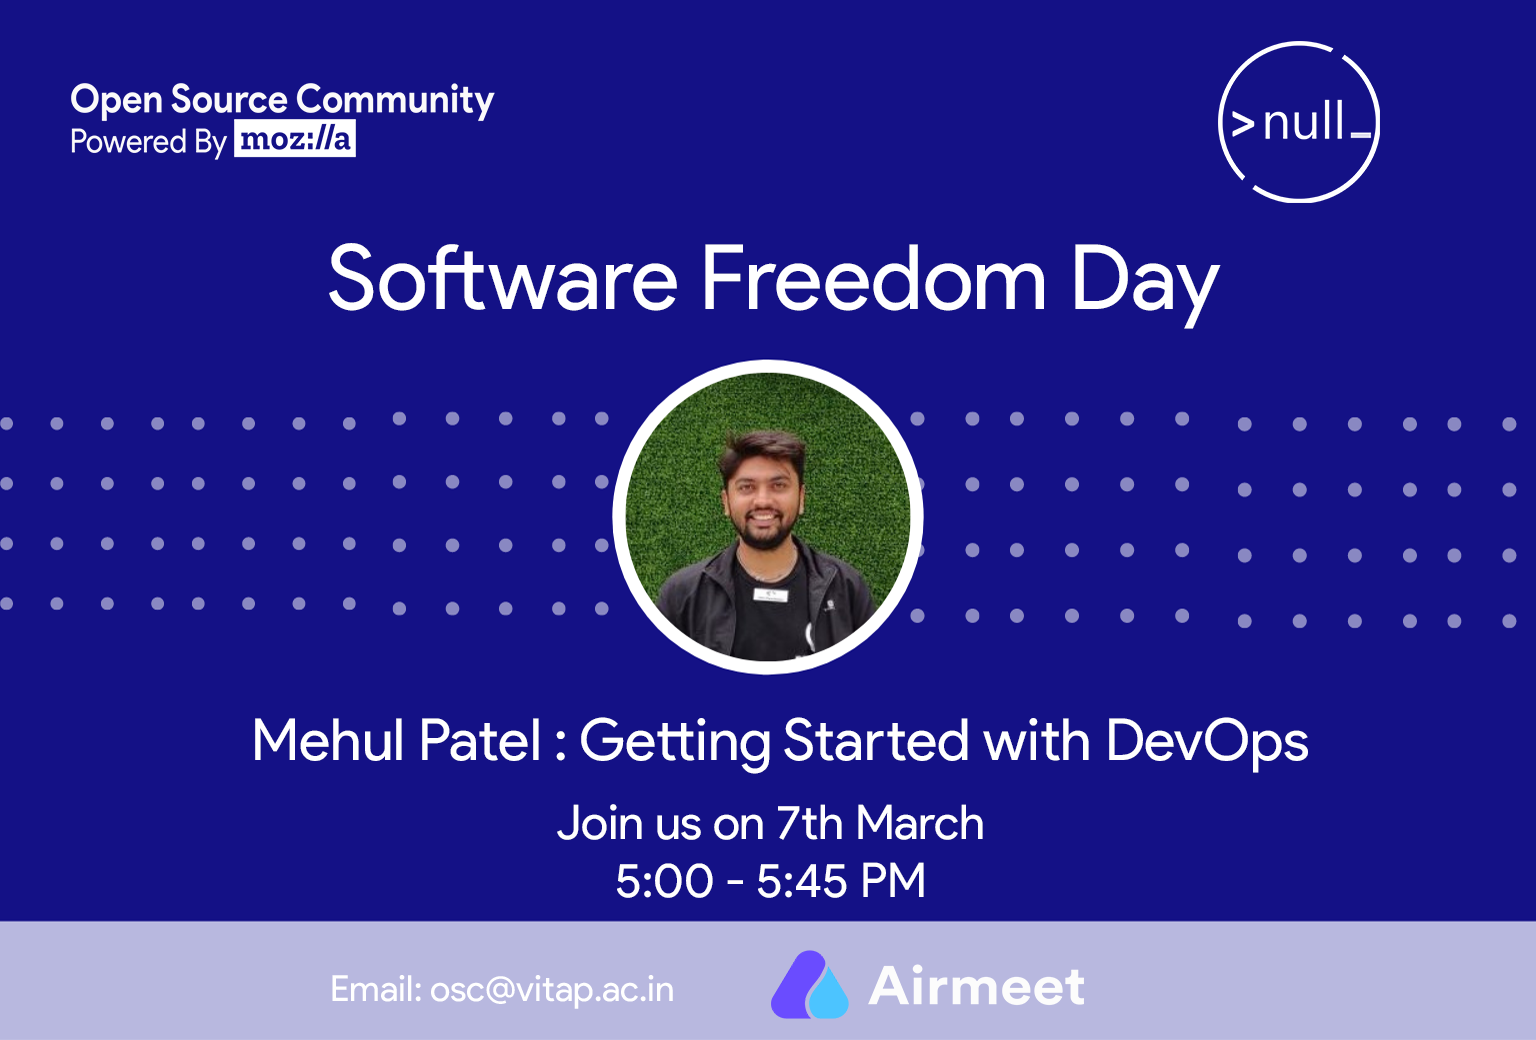 Open Source Community
Powered By moz://a
>null_
Software Freedom Day
Mehul Patel : Getting Started with DevOps
Join us on 7th March
5:00 - 5:45 PM
Email: osc@vitap.ac.in
Airmeet